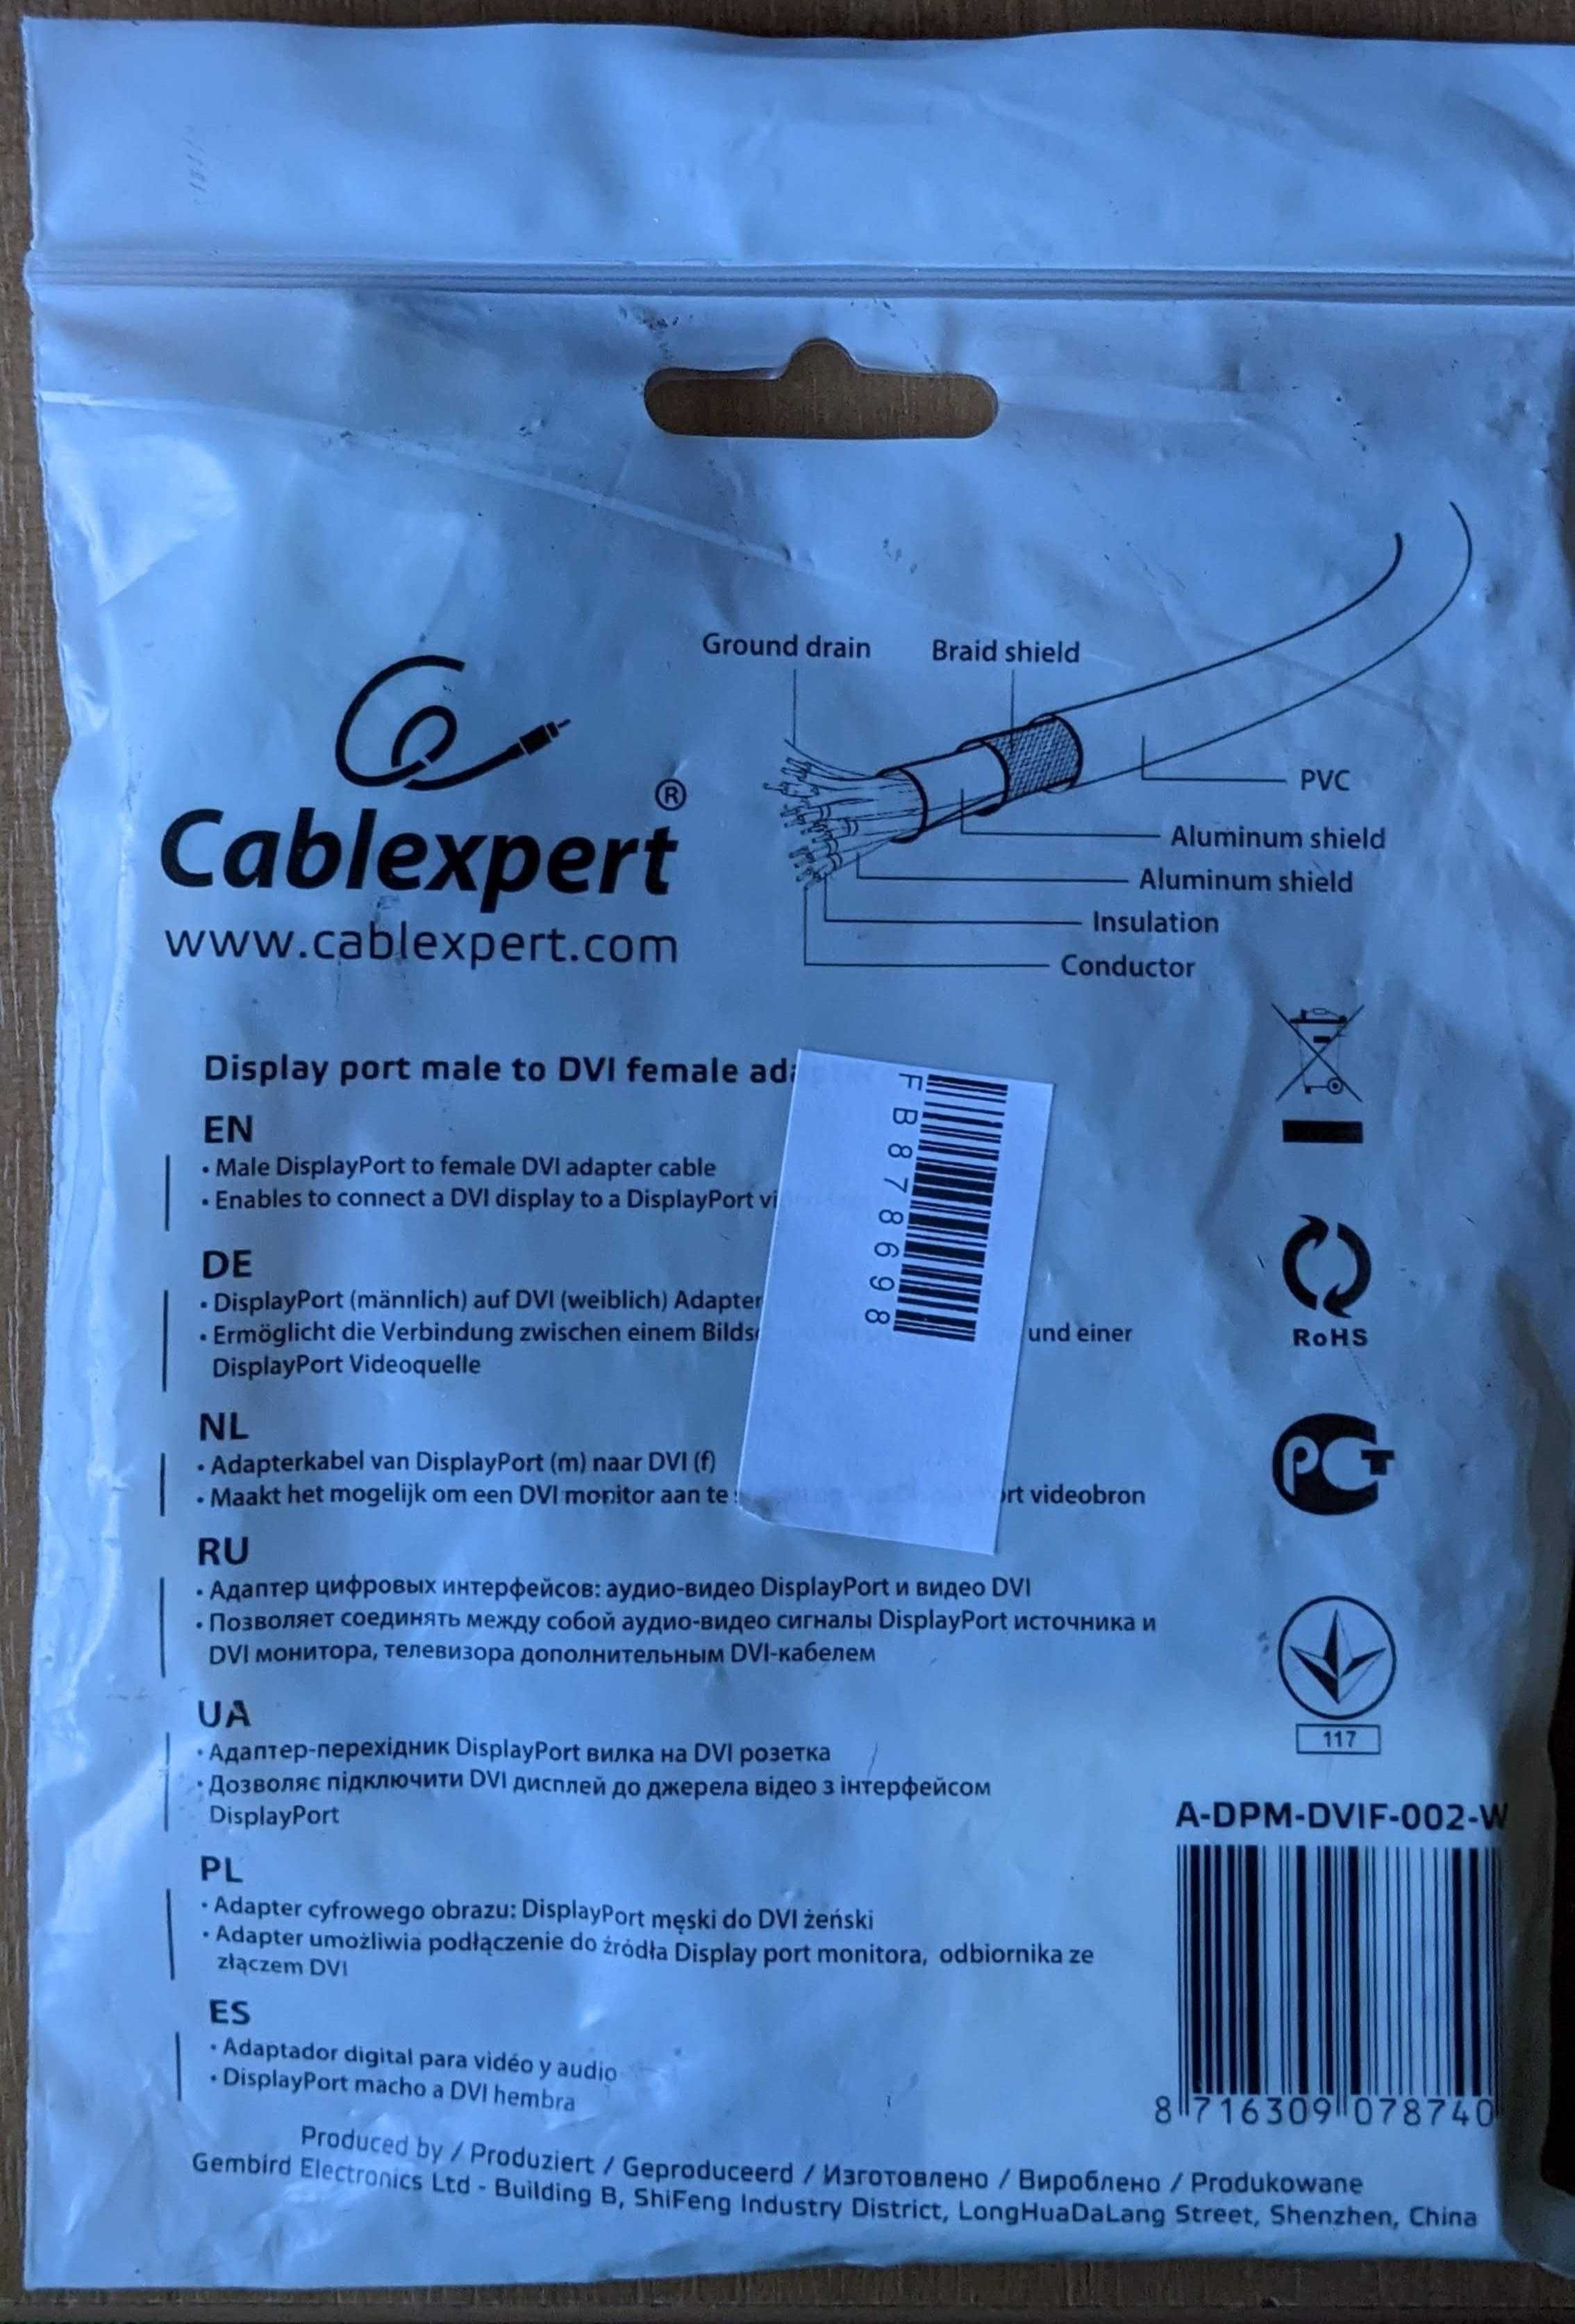 Ground drain
Braid shield
PVC
Aluminum shield
Aluminum shield
Insulation
Conductor
Cablexpert®
www.cablexpert.com
Display port male to DVI female
EN
• Male DisplayPort to female DVI adapter cable
• Enables to connect a DVI display to a DisplayPort
DE
• DisplayPort (männlich) auf DVI (weiblich) Adapter
• Ermöglicht die Verbindung zwischen einem und einer
DisplayPort Videoquelle
NL
• Adapterkabel van DisplayPort (m) naar DVI (f)
• Maakt het mogelijk om een DVI monitor aan te videobron
RU
• Адаптер цифровых интерфейсов: аудио-видео DisplayPort и видео DVI
• Позволяет соединять между собой аудио-видео сигналы DisplayPort источника и
DVI монитора, телевизора дополнительным DVI-кабелем
UA
• Адаптер-перехідник DisplayPort вилка на DVI розетка
• Дозволяє підключити DVI дисплей до джерела відео з інтерфейсом
DisplayPort
PL
• Adapter cyfrowego obrazu: DisplayPort męski do DVI żeński
• Adapter umożliwia podłączenie do źródła Display port monitora, odbiornika ze
złączem DVI
ES
• Adaptador digital para vidéo y audio
• DisplayPort macho a DVI hembra
FB878698
RoHS
РСТ
117
A-DPM-DVIF-002-W
8 716309 078740
Produced by / Produziert / Geproduceerd / Изготовлено / Вироблено / Produkowane
Gembird Electronics Ltd - Building B, ShiFeng Industry District, LongHuaDaLang Street, Shenzhen, China